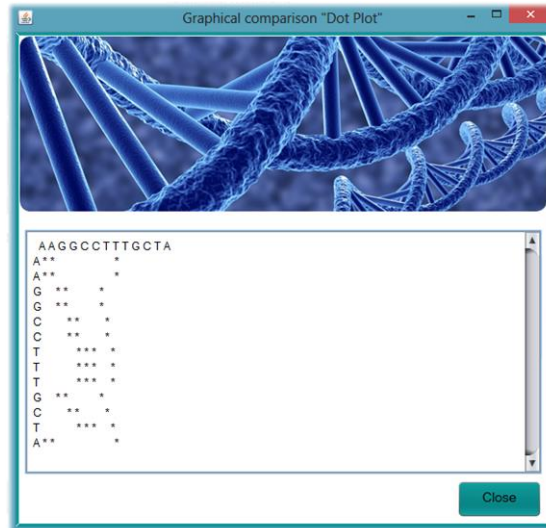 Graphical comparison "Dot Plot"
AAGGCCTTTGCTA
A** *
A** *
G ** *
G ** *
C ** *
C ** *
T *** *
T *** *
T *** *
G ** *
C ** *
T *** *
A** *
Close